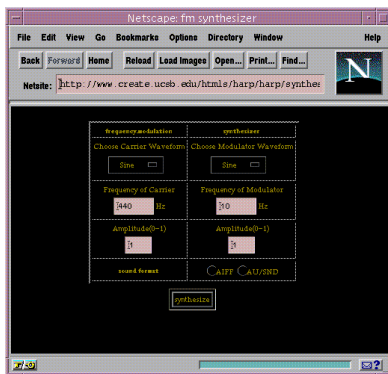 Netscape: fm synthesizer
File Edit View Go Bookmarks Options Directory Window Help
Back Forward Home Reload Load Images Open... Print... Find...
N
Netsite: http://www.create.ucsb.edu/htmls/harp/harp/synthes
frequency.modulation synthesizer
Choose Carrier Waveform Choose Modulator Waveform
Sine Sine
Frequency of Carrier Frequency of Modulator
440 Hz 10 Hz
Amplitude(0-1) Amplitude(0-1)
1 1
sound format AIFF AU/SND
synthesize
?